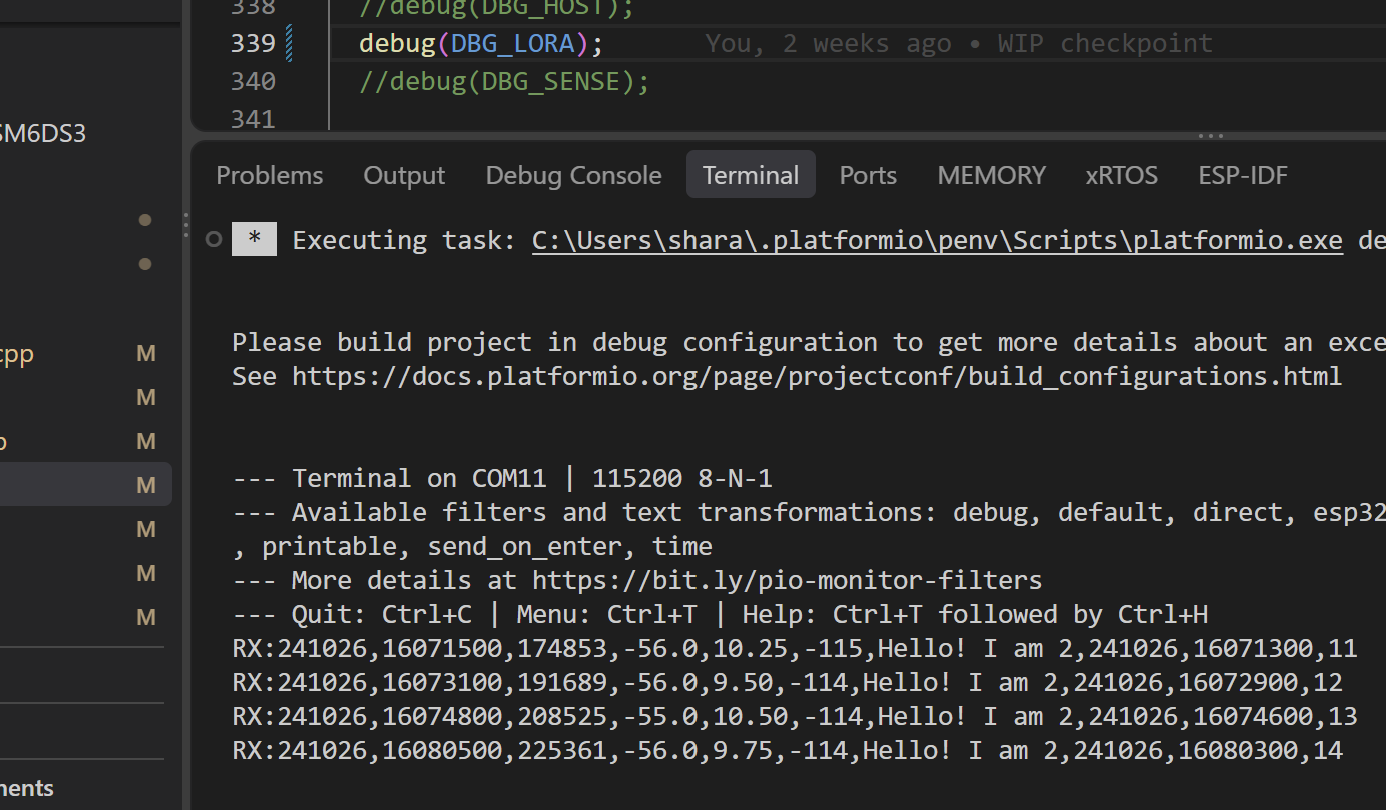 338 //debug(DBG_HOST);
339 debug(DBG_LORA); You, 2 weeks ago • WIP checkpoint
340 //debug(DBG_SENSE);
341
SM6DS3
Problems Output Debug Console Terminal Ports MEMORY xRTOS ESP-IDF
* Executing task: C:\Users\shara\.platformio\penv\Scripts\platformio.exe de
Please build project in debug configuration to get more details about an exce
See https://docs.platformio.org/page/projectconf/build_configurations.html
cpp M
M
M
M
M
M
M
--- Terminal on COM11 | 115200 8-N-1
--- Available filters and text transformations: debug, default, direct, esp32
, printable, send_on_enter, time
--- More details at https://bit.ly/pio-monitor-filters
--- Quit: Ctrl+C | Menu: Ctrl+T | Help: Ctrl+T followed by Ctrl+H
RX:241026,16071500,174853,-56.0,10.25,-115,Hello! I am 2,241026,16071300,11
RX:241026,16073100,191689,-56.0,9.50,-114,Hello! I am 2,241026,16072900,12
RX:241026,16074800,208525,-55.0,10.50,-114,Hello! I am 2,241026,16074600,13
RX:241026,16080500,225361,-56.0,9.75,-114,Hello! I am 2,241026,16080300,14
nents